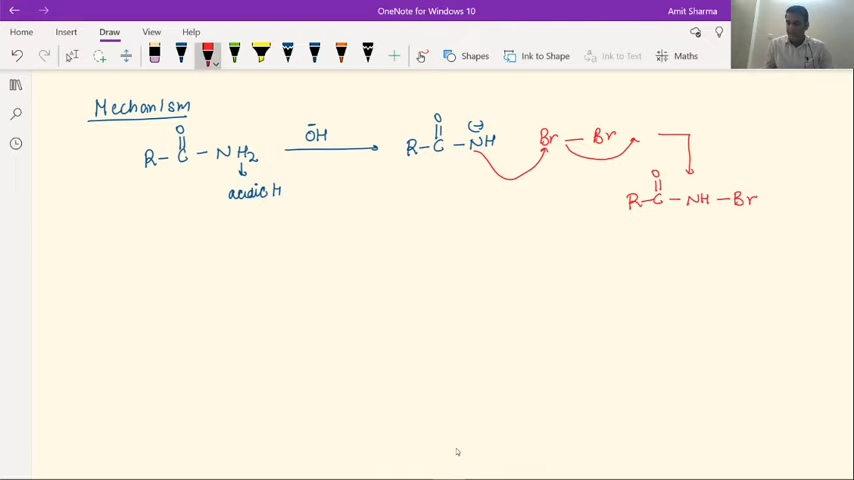 OneNote for Windows 10
Amit Sharma
Home Insert Draw View Help
Shapes Ink to Shape Ink to Text Maths
Mechanism
R-C(=O)-NH2 ŌH R-C(=O)-NH (-) Br-Br
acidic H
R-C(=O)-NH-Br